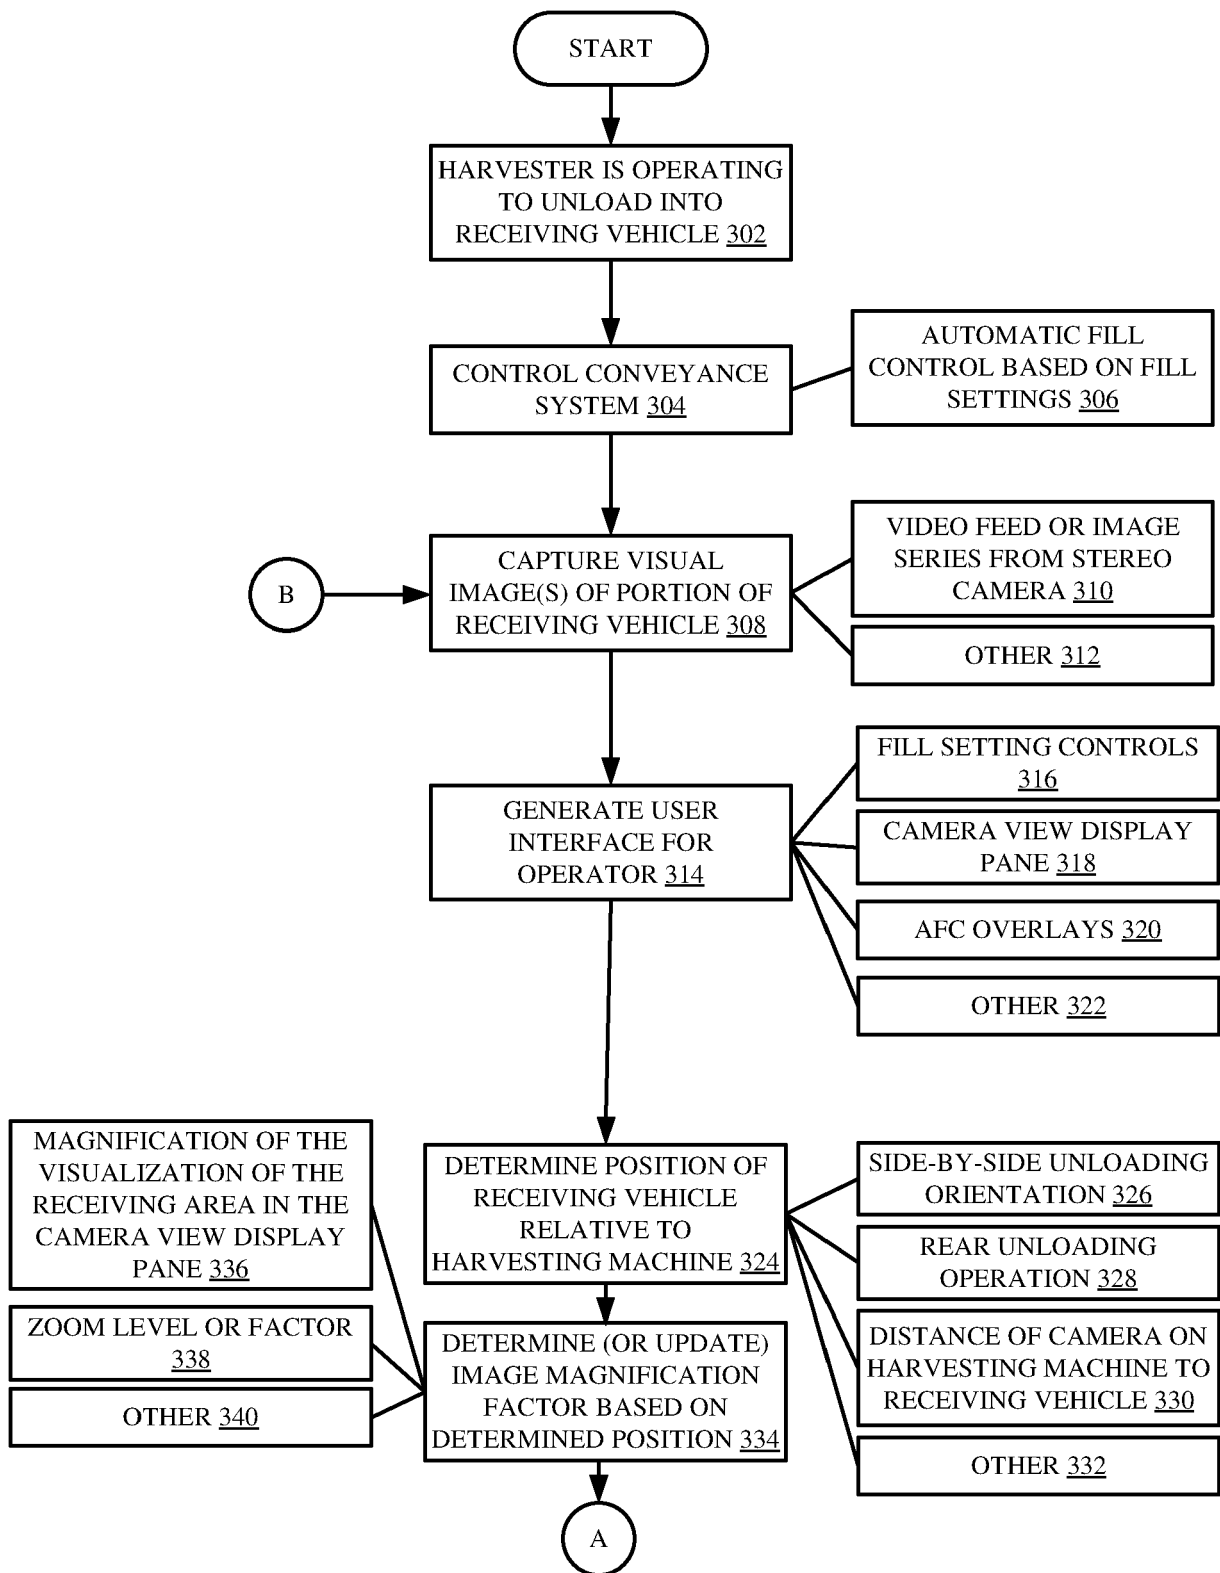 START
HARVESTER IS OPERATING
TO UNLOAD INTO
RECEIVING VEHICLE 302
CONTROL CONVEYANCE
SYSTEM 304
AUTOMATIC FILL
CONTROL BASED ON FILL
SETTINGS 306
B
CAPTURE VISUAL
IMAGE(S) OF PORTION OF
RECEIVING VEHICLE 308
VIDEO FEED OR IMAGE
SERIES FROM STEREO
CAMERA 310
OTHER 312
GENERATE USER
INTERFACE FOR
OPERATOR 314
FILL SETTING CONTROLS
316
CAMERA VIEW DISPLAY
PANE 318
AFC OVERLAYS 320
OTHER 322
DETERMINE POSITION OF
RECEIVING VEHICLE
RELATIVE TO
HARVESTING MACHINE 324
SIDE-BY-SIDE UNLOADING
ORIENTATION 326
REAR UNLOADING
OPERATION 328
DISTANCE OF CAMERA ON
HARVESTING MACHINE TO
RECEIVING VEHICLE 330
OTHER 332
MAGNIFICATION OF THE
VISUALIZATION OF THE
RECEIVING AREA IN THE
CAMERA VIEW DISPLAY
PANE 336
ZOOM LEVEL OR FACTOR
338
OTHER 340
DETERMINE (OR UPDATE)
IMAGE MAGNIFICATION
FACTOR BASED ON
DETERMINED POSITION 334
A